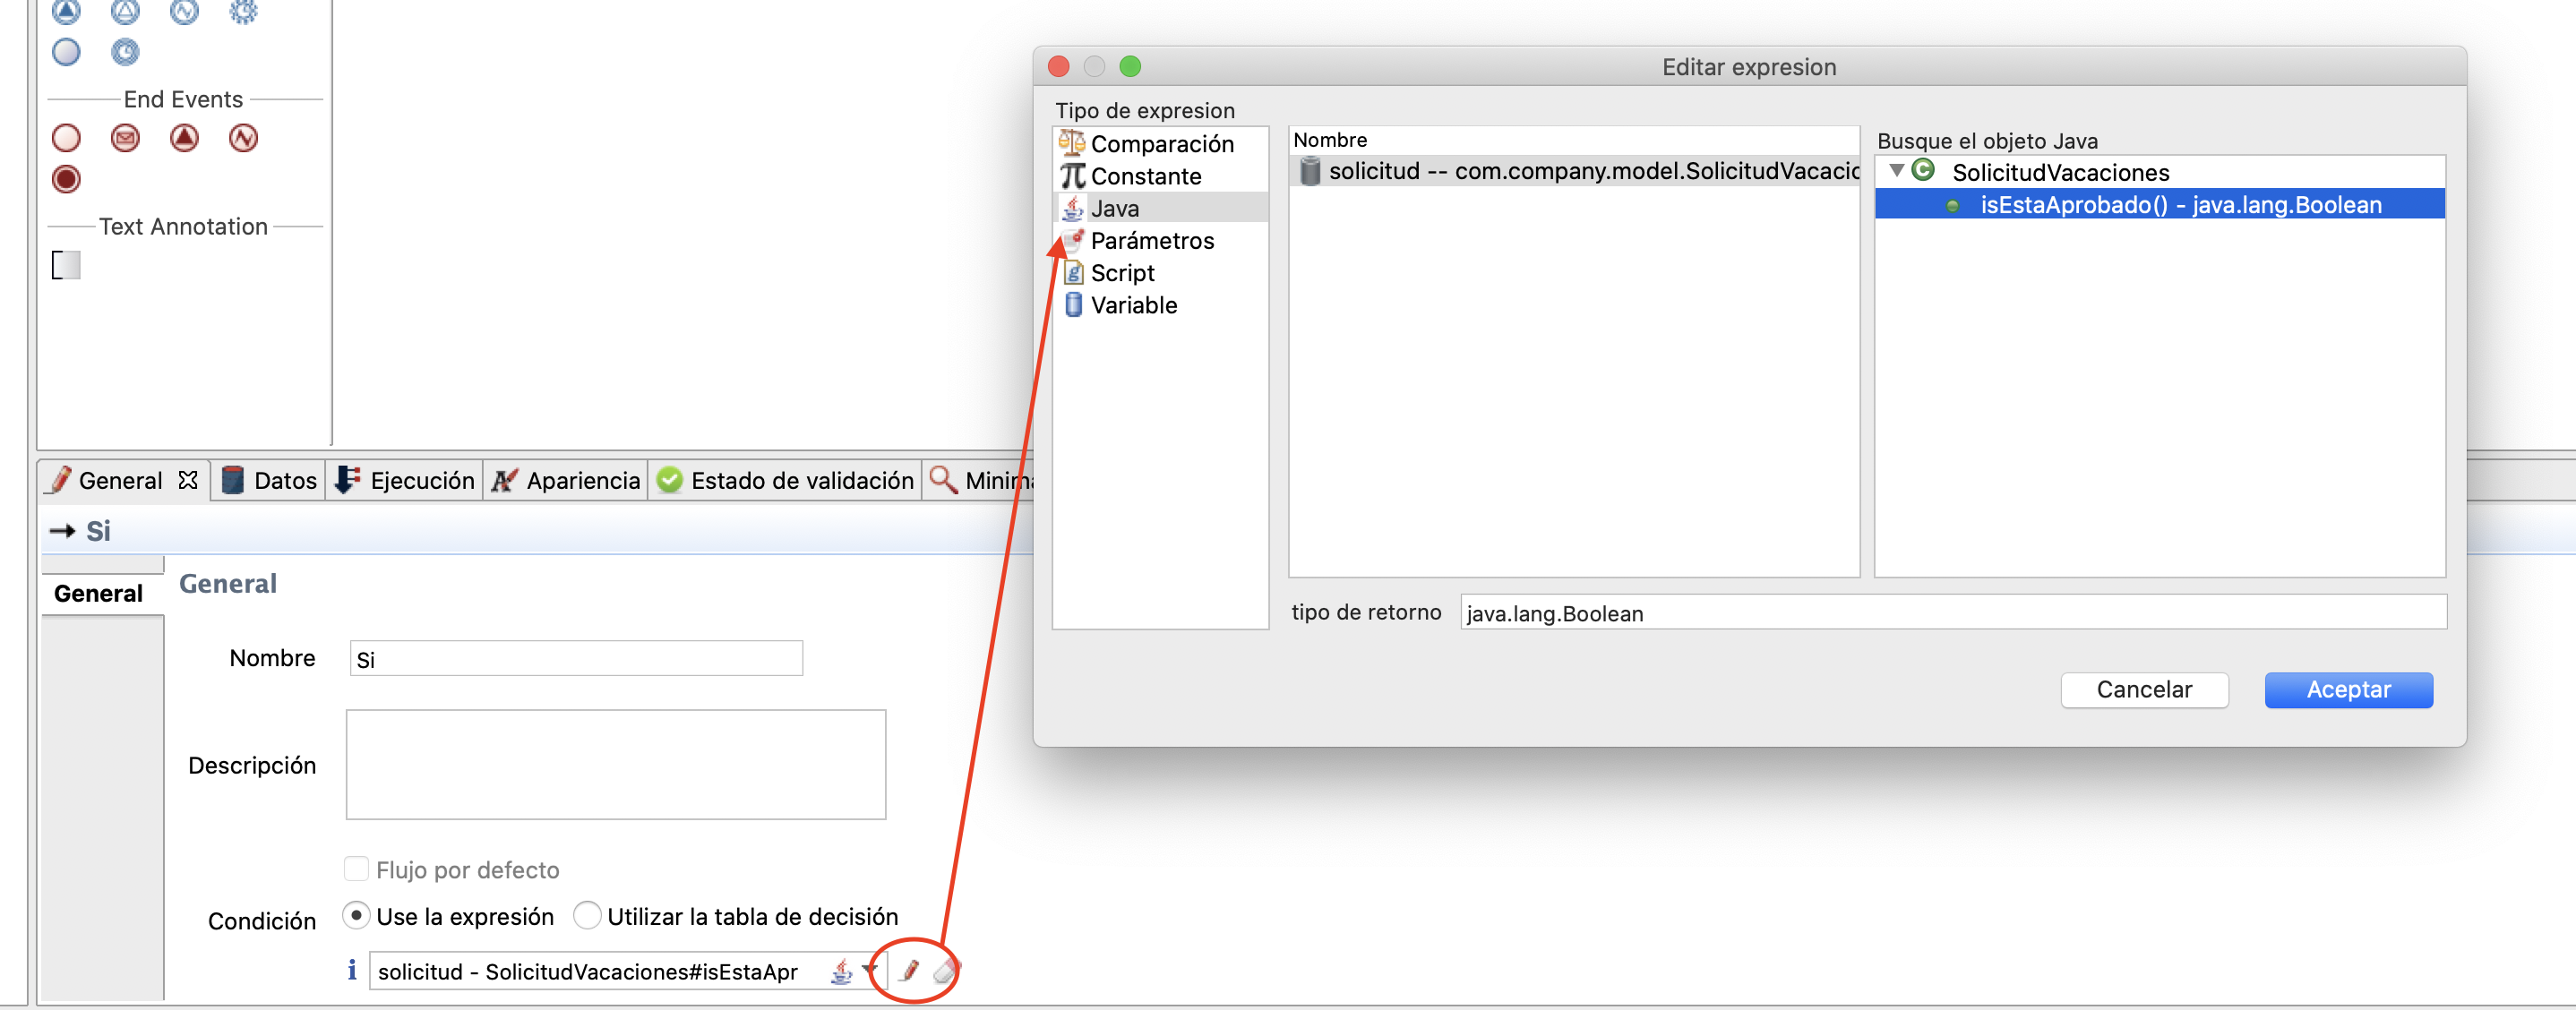 End Events
Text Annotation
General
Datos
Ejecución
Apariencia
Estado de validación
Si
General
General
Nombre
Si
Descripción
Flujo por defecto
Condición
Use la expresión
Utilizar la tabla de decisión
solicitud - SolicitudVacaciones#isEstaApr
Editar expresion
Tipo de expresion
Comparación
Constante
Java
Parámetros
Script
Variable
Nombre
solicitud -- com.company.model.SolicitudVacacic
Busque el objeto Java
SolicitudVacaciones
isEstaAprobado() - java.lang.Boolean
tipo de retorno
java.lang.Boolean
Cancelar
Aceptar